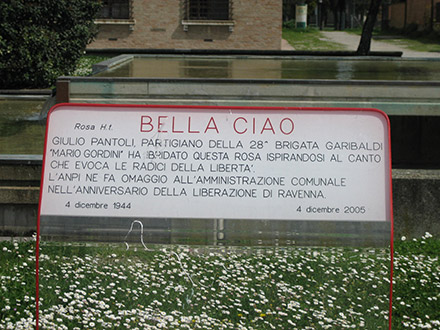 Rosa H.t.
BELLA CIAO
GIULIO PANTOLI, PARTIGIANO DELLA 28ª BRIGATA GARIBALDI
"MARIO GORDINI" HA IBRIDATO QUESTA ROSA ISPIRANDOSI AL CANTO
CHE EVOCA LE RADICI DELLA LIBERTA'.
L'ANPI NE FA OMAGGIO ALL'AMMINISTRAZIONE COMUNALE
NELL'ANNIVERSARIO DELLA LIBERAZIONE DI RAVENNA.
4 dicembre 1944 4 dicembre 2005